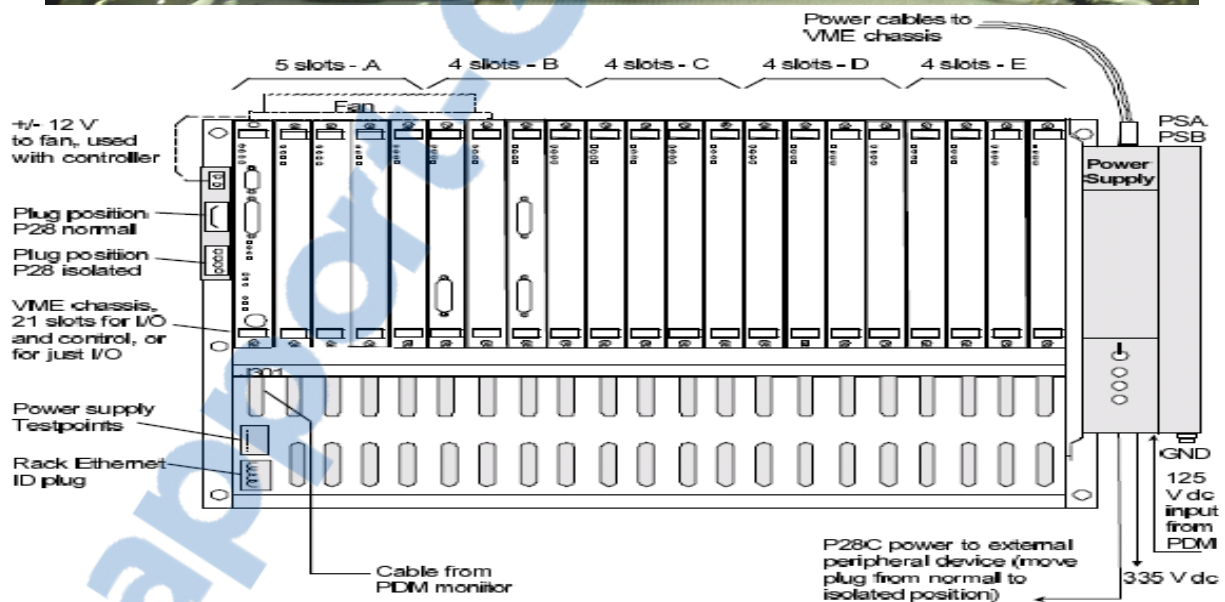 Power cables to
VME chassis
5 slots - A
4 slots - B
4 slots - C
4 slots - D
4 slots - E
Fan
+/- 12 V
to fan, used
with controller
PSA
PSB
Power
Supply
Plug position
P28 normal
Plug position
P28 isolated
VME chassis,
21 slots for I/O
and control, or
for just I/O
J301
Power supply
Testpoints
Rack Ethernet
ID plug
GND
125
V dc
input
from
PDM
Cable from
PDM monitor
P28C power to external
peripheral device (move
plug from normal to
isolated position)
335 V dc
apport-